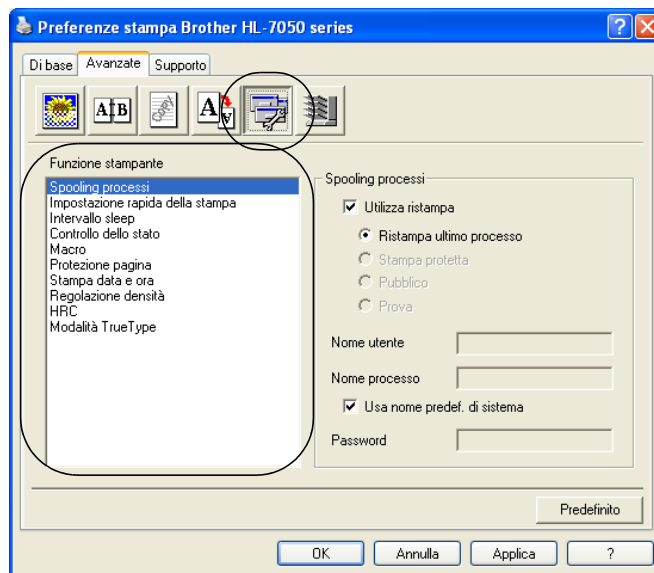 Preferenze stampa Brother HL-7050 series
Di base Avanzate Supporto
Funzione stampante
Spooling processi
Impostazione rapida della stampa
Intervallo sleep
Controllo dello stato
Macro
Protezione pagina
Stampa data e ora
Regolazione densità
HRC
Modalità TrueType
Spooling processi
Utilizza ristampa
Ristampa ultimo processo
Stampa protetta
Pubblico
Prova
Nome utente
Nome processo
Usa nome predef. di sistema
Password
Predefinito
OK Annulla Applica ?